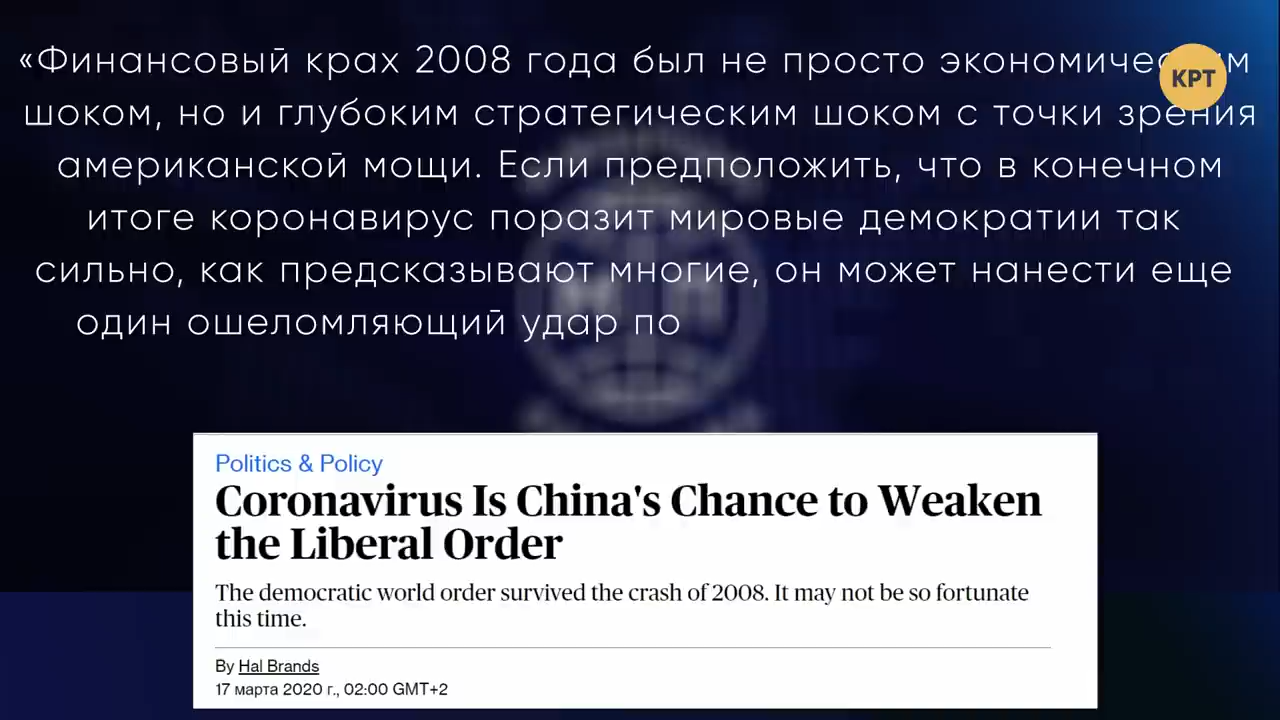 «Финансовый крах 2008 года был не просто
КРТ
шоком, но и глубоким стратегическим шоком с точки зрения
американской мощи. Если предположить, что в конечном
итоге коронавирус поразит мировые демократии так
сильно, как предсказывают многие, он может нанести еще
один ошеломляющий удар по
Politics & Policy
Coronavirus Is China's Chance to Weaken
the Liberal Order
The democratic world order survived the crash of 2008. It may not be so fortunate
this time.
By Hal Brands
17 марта 2020 г., 02:00 GMT+2